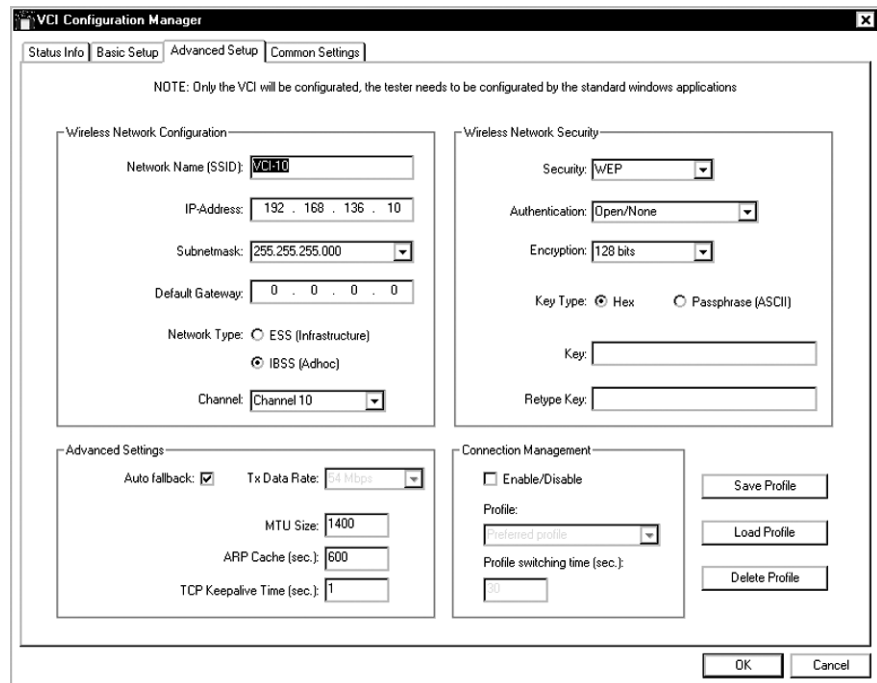 VCI Configuration Manager
Status Info Basic Setup Advanced Setup Common Settings
NOTE: Only the VCI will be configurated, the tester needs to be configurated by the standard windows applications
Wireless Network Configuration
Network Name (SSID): VCI-10
IP-Address: 192 . 168 . 136 . 10
Subnetmask: 255.255.255.000
Default Gateway: 0 . 0 . 0 . 0
Network Type: ESS (Infrastructure)
IBSS (Adhoc)
Channel: Channel 10
Wireless Network Security
Security: WEP
Authentication: Open/None
Encryption: 128 bits
Key Type: Hex Passphrase (ASCII)
Key:
Retype Key:
Advanced Settings
Auto fallback: Tx Data Rate: 54 Mbps
MTU Size: 1400
ARP Cache (sec.): 600
TCP Keepalive Time (sec.): 1
Connection Management
Enable/Disable
Profile:
Preferred profile
Profile switching time (sec.):
30
Save Profile
Load Profile
Delete Profile
OK Cancel